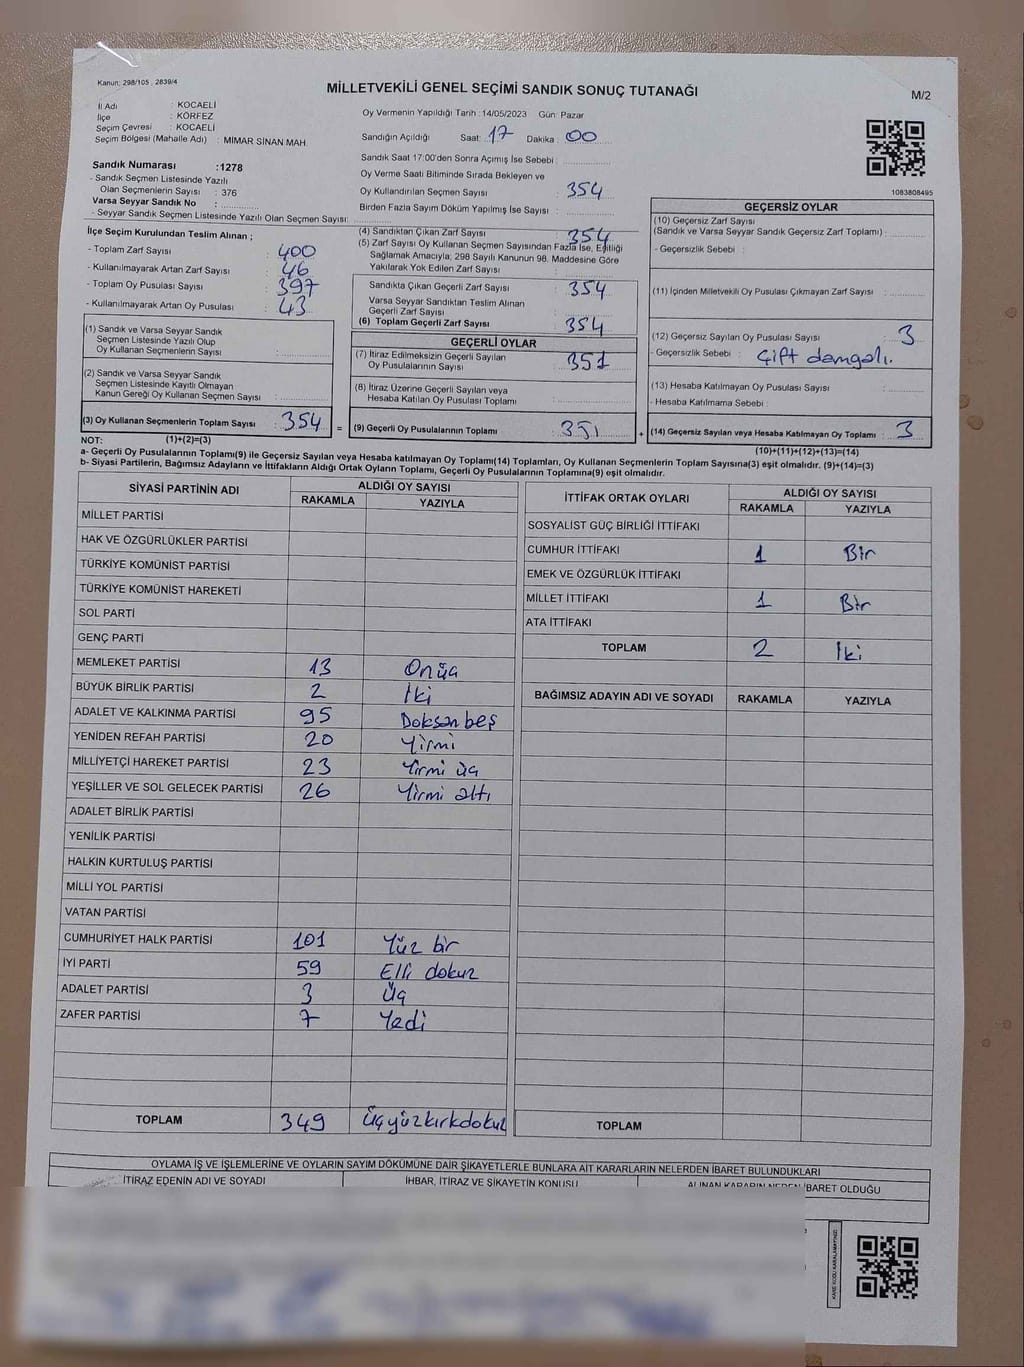 Kanun: 298/105 , 2839/4
MİLLETVEKİLİ GENEL SEÇİMİ SANDIK SONUÇ TUTANAĞI
M/2
İl Adı : KOCAELİ
İlçe : KÖRFEZ
Seçim Çevresi : KOCAELİ
Seçim Bölgesi (Mahalle Adı) : MİMAR SİNAN MAH.
Sandık Numarası :1278
- Sandık Seçmen Listesinde Yazılı
Olan Seçmenlerin Sayısı : 376
Varsa Seyyar Sandık No :
- Seyyar Sandık Seçmen Listesinde Yazılı Olan Seçmen Sayısı:
Oy Vermenin Yapıldığı Tarih : 14/05/2023 Gün: Pazar
Sandığın Açıldığı Saat: 17 Dakika : 00
Sandık Saat 17:00'den Sonra Açımış İse Sebebi :
Oy Verme Saati Bitiminde Sırada Bekleyen ve
Oy Kullandırılan Seçmen Sayısı : 354
Birden Fazla Sayım Döküm Yapılmış İse Sayısı :
1083808495
İlçe Seçim Kurulundan Teslim Alınan ;
- Toplam Zarf Sayısı : 400
- Kullanılmayarak Artan Zarf Sayısı : 46
- Toplam Oy Pusulası Sayısı : 397
- Kullanılmayarak Artan Oy Pusulası : 43
(1) Sandık ve Varsa Seyyar Sandık
Seçmen Listesinde Yazılı Olup
Oy Kullanan Seçmenlerin Sayısı :
(2) Sandık ve Varsa Seyyar Sandık
Seçmen Listesinde Kayıtlı Olmayan
Kanun Gereği Oy Kullanan Seçmen Sayısı :
(3) Oy Kullanan Seçmenlerin Toplam Sayısı : 354
(4) Sandıktan Çıkan Zarf Sayısı : 354
(5) Zarf Sayısı Oy Kullanan Seçmen Sayısından Fazla İse, Eşitliği
Sağlamak Amacıyla; 298 Sayılı Kanunun 98. Maddesine Göre
Yakılarak Yok Edilen Zarf Sayısı :
Sandıkta Çıkan Geçerli Zarf Sayısı : 354
Varsa Seyyar Sandıktan Teslim Alınan
Geçerli Zarf Sayısı :
(6) Toplam Geçerli Zarf Sayısı : 354
GEÇERLİ OYLAR
(7) İtiraz Edilmeksizin Geçerli Sayılan
Oy Pusulalarının Sayısı : 351
(8) İtiraz Üzerine Geçerli Sayılan veya
Hesaba Katılan Oy Pusulası Toplamı :
= (9) Geçerli Oy Pusulalarının Toplamı : 351
GEÇERSİZ OYLAR
(10) Geçersiz Zarf Sayısı
(Sandık ve Varsa Seyyar Sandık Geçersiz Zarf Toplamı) :
- Geçersizlik Sebebi :
(11) İçinden Milletvekili Oy Pusulası Çıkmayan Zarf Sayısı :
(12) Geçersiz Sayılan Oy Pusulası Sayısı : 3
- Geçersizlik Sebebi : Çift damgalı.
(13) Hesaba Katılmayan Oy Pusulası Sayısı :
- Hesaba Katılmama Sebebi :
+ (14) Geçersiz Sayılan veya Hesaba Katılmayan Oy Toplamı : 3
NOT: (1)+(2)=(3)
(10)+(11)+(12)+(13)=(14)
a- Geçerli Oy Pusulasının Toplamı(9) ile Geçersiz Sayılan veya Hesaba katılmayan Oy Toplamı(14) Toplamları, Oy Kullanan Seçmenlerin Toplam Sayısına(3) eşit olmalıdır. (9)+(14)=(3)
b- Siyasi Partilerin, Bağımsız Adayların ve İttifakların Aldığı Ortak Oyların Toplamı, Geçerli Oy Pusulalarının Toplamına(9) eşit olmalıdır.
SİYASİ PARTİNİN ADI ALDIĞI OY SAYISI
RAKAMLA YAZIYLA
MİLLET PARTİSİ
HAK VE ÖZGÜRLÜKLER PARTİSİ
TÜRKİYE KOMÜNİST PARTİSİ
TÜRKİYE KOMÜNİST HAREKETİ
SOL PARTİ
GENÇ PARTİ
MEMLEKET PARTİSİ 13 Onüç
BÜYÜK BİRLİK PARTİSİ 2 İki
ADALET VE KALKINMA PARTİSİ 95 Doksan beş
YENİDEN REFAH PARTİSİ 20 Yirmi
MİLLİYETÇİ HAREKET PARTİSİ 23 Yirmi üç
YEŞİLLER VE SOL GELECEK PARTİSİ 26 Yirmi altı
ADALET BİRLİK PARTİSİ
YENİLİK PARTİSİ
HALKIN KURTULUŞ PARTİSİ
MİLLİ YOL PARTİSİ
VATAN PARTİSİ
CUMHURİYET HALK PARTİSİ 101 Yüz bir
İYİ PARTİ 59 Elli dokuz
ADALET PARTİSİ 3 Üç
ZAFER PARTİSİ 7 Yedi
TOPLAM 349 Üçyüzkırkdokuz
İTTİFAK ORTAK OYLARI ALDIĞI OY SAYISI
RAKAMLA YAZIYLA
SOSYALİST GÜÇ BİRLİĞİ İTTİFAKI
CUMHUR İTTİFAKI 1 Bir
EMEK VE ÖZGÜRLÜK İTTİFAKI
MİLLET İTTİFAKI 1 Bir
ATA İTTİFAKI
TOPLAM 2 İki
BAĞIMSIZ ADAYIN ADI VE SOYADI RAKAMLA YAZIYLA
TOPLAM
OYLAMA İŞ VE İŞLEMLERİNE VE OYLARIN SAYIM DÖKÜMÜNE DAİR ŞİKAYETLERLE BUNLARA AİT KARARLARIN NELERDEN İBARET BULUNDUKLARI
İTİRAZ EDENİN ADI VE SOYADI İHBAR, İTİRAZ VE ŞİKAYETİN KONUSU ALINAN KARARIN NEDEN İBARET OLDUĞU